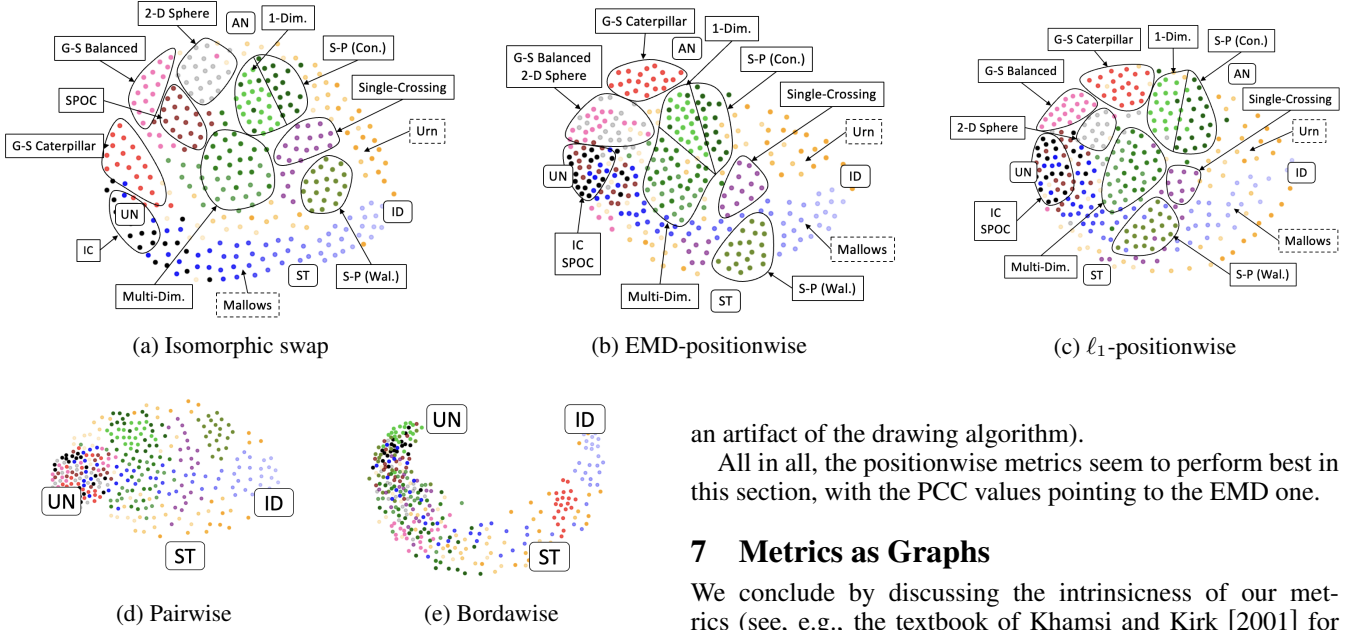 2-D Sphere
AN
1-Dim.
G-S Balanced
S-P (Con.)
SPOC
Single-Crossing
G-S Caterpillar
Urn
UN
ID
IC
ST
S-P (Wal.)
Multi-Dim.
Mallows
(a) Isomorphic swap
G-S Caterpillar
AN
1-Dim.
G-S Balanced
2-D Sphere
S-P (Con.)
Single-Crossing
Urn
UN
ID
IC
SPOC
Mallows
Multi-Dim.
ST
S-P (Wal.)
(b) EMD-positionwise
G-S Caterpillar
1-Dim.
S-P (Con.)
G-S Balanced
AN
Single-Crossing
2-D Sphere
Urn
UN
ID
IC
SPOC
Mallows
Multi-Dim.
ST
S-P (Wal.)
(c) ℓ₁-positionwise
UN
ID
ST
(d) Pairwise
UN
ID
ST
(e) Bordawise
an artifact of the drawing algorithm).
All in all, the positionwise metrics seem to perform best in
this section, with the PCC values pointing to the EMD one.
7 Metrics as Graphs
We conclude by discussing the intrinsicness of our met-
rics (see, e.g., the textbook of Khamsi and Kirk [2001] for